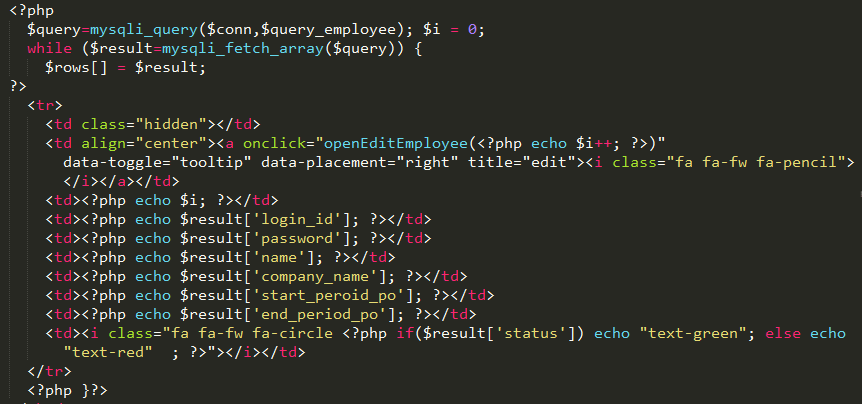 <?php
$query=mysqli_query($conn,$query_employee); $i = 0;
while ($result=mysqli_fetch_array($query)) {
$rows[] = $result;
?>
<tr>
<td class="hidden"></td>
<td align="center"><a onclick="openEditEmployee(<?php echo $i++; ?>)"
data-toggle="tooltip" data-placement="right" title="edit"><i class="fa fa-fw fa-pencil">
</i></a></td>
<td><?php echo $i; ?></td>
<td><?php echo $result['login_id']; ?></td>
<td><?php echo $result['password']; ?></td>
<td><?php echo $result['name']; ?></td>
<td><?php echo $result['company_name']; ?></td>
<td><?php echo $result['start_peroid_po']; ?></td>
<td><?php echo $result['end_period_po']; ?></td>
<td><i class="fa fa-fw fa-circle <?php if($result['status']) echo "text-green"; else echo
"text-red"  ; ?>"></i></td>
</tr>
<?php }?>